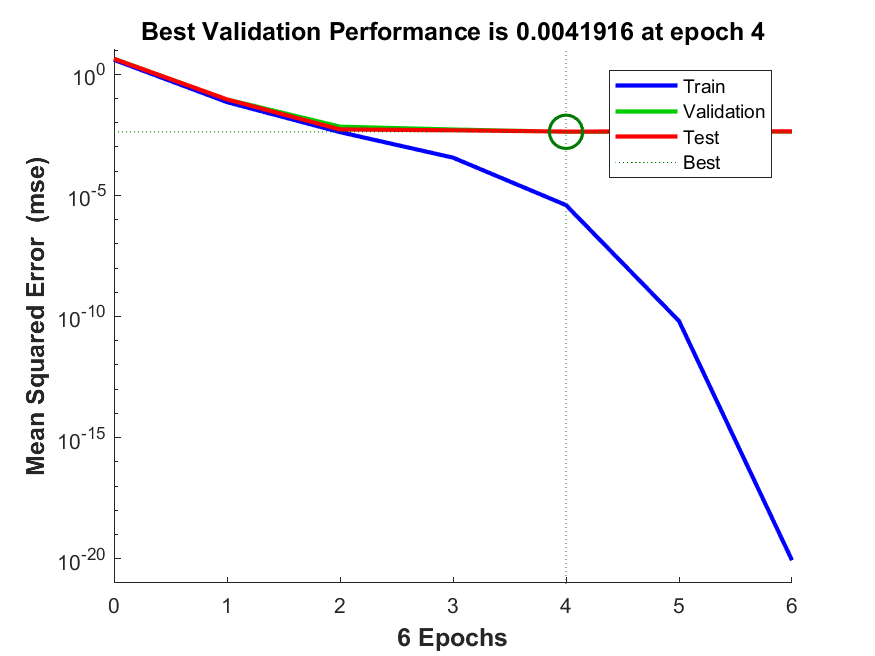 Best Validation Performance is 0.0041916 at epoch 4
Mean Squared Error  (mse)
10^0
10^-5
10^-10
10^-15
10^-20
Train
Validation
Test
Best
0 1 2 3 4 5 6
6 Epochs